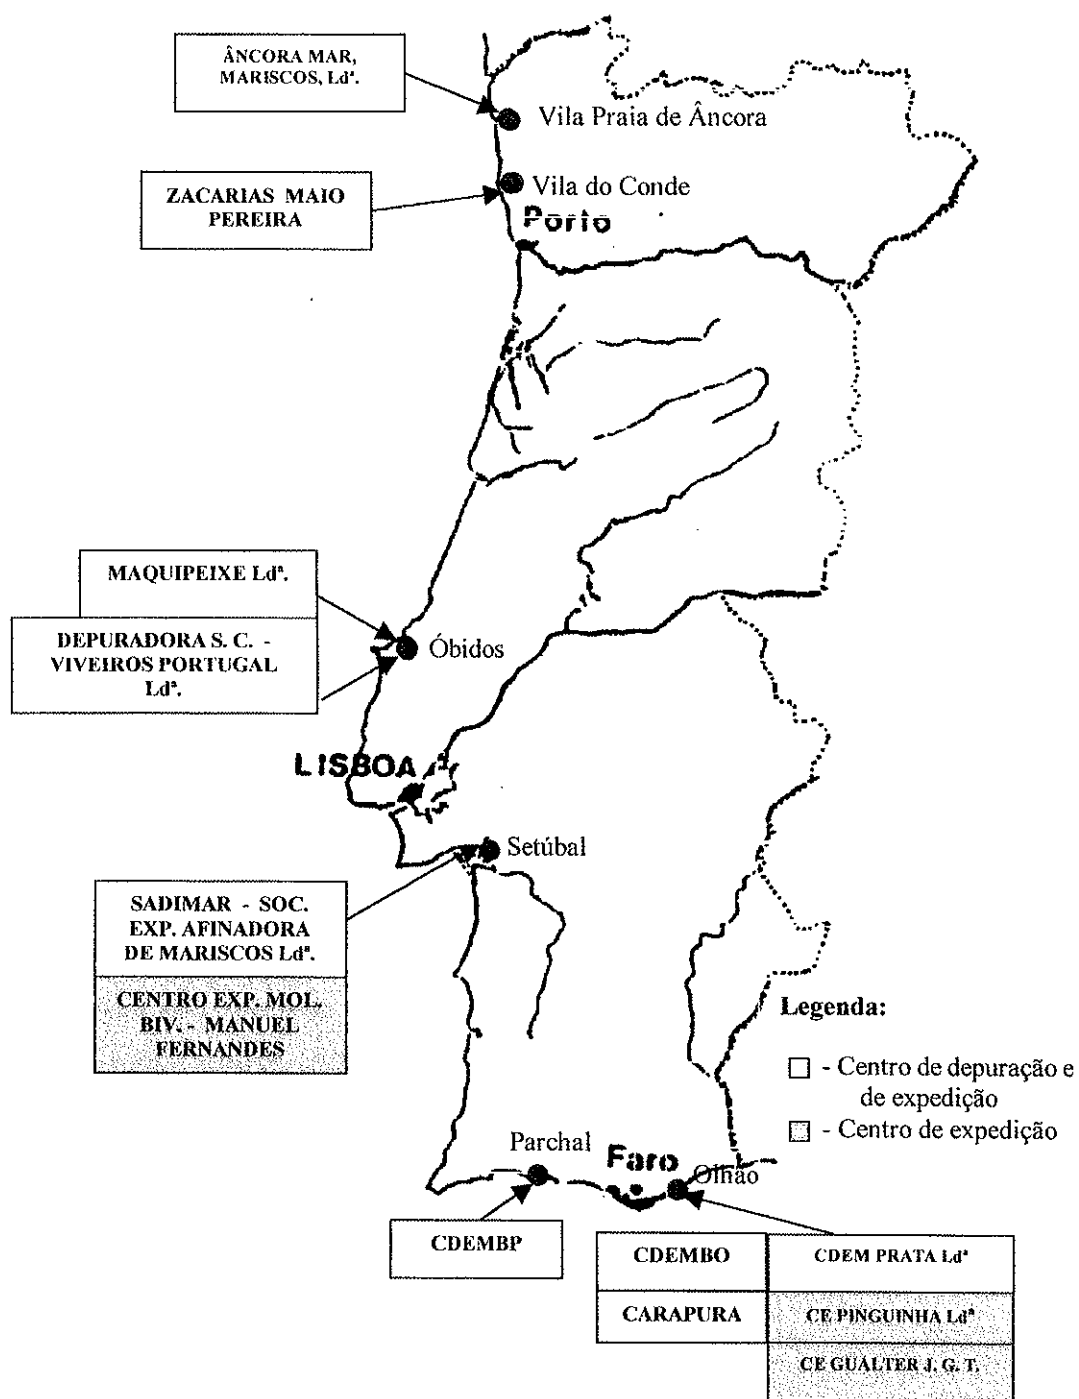 ÂNCORA MAR,
MARISCOS, Ldª.
Vila Praia de Âncora
ZACARIAS MAIO
PEREIRA
Vila do Conde
Porto
MAQUIPEIXE Ldª.
DEPURADORA S. C. -
VIVEIROS PORTUGAL
Ldª.
Óbidos
LISBOA
Setúbal
SADIMAR - SOC.
EXP. AFINADORA
DE MARISCOS Ldª.
CENTRO EXP. MOL.
BIV. - MANUEL
FERNANDES
Legenda:
- Centro de depuração e
de expedição
- Centro de expedição
Parchal
Faro
Olhão
CDEMBP
CDEMBO
CDEM PRATA Ldª
CARAPURA
CE PINGUINHA Ldª
CE GUALTER J. G. T.